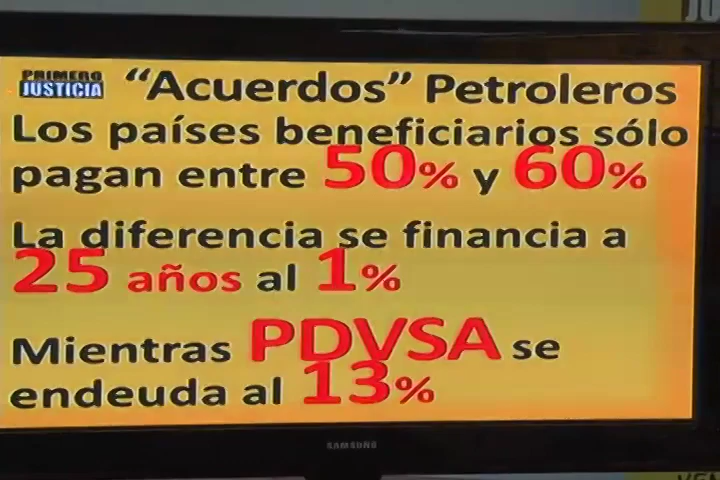 PRIMERO
JUSTICIA
“Acuerdos” Petroleros
Los países beneficiarios sólo
pagan entre 50% y 60%
La diferencia se financia a
25 años al 1%
Mientras PDVSA se
endeuda al 13%
SAMSUNG